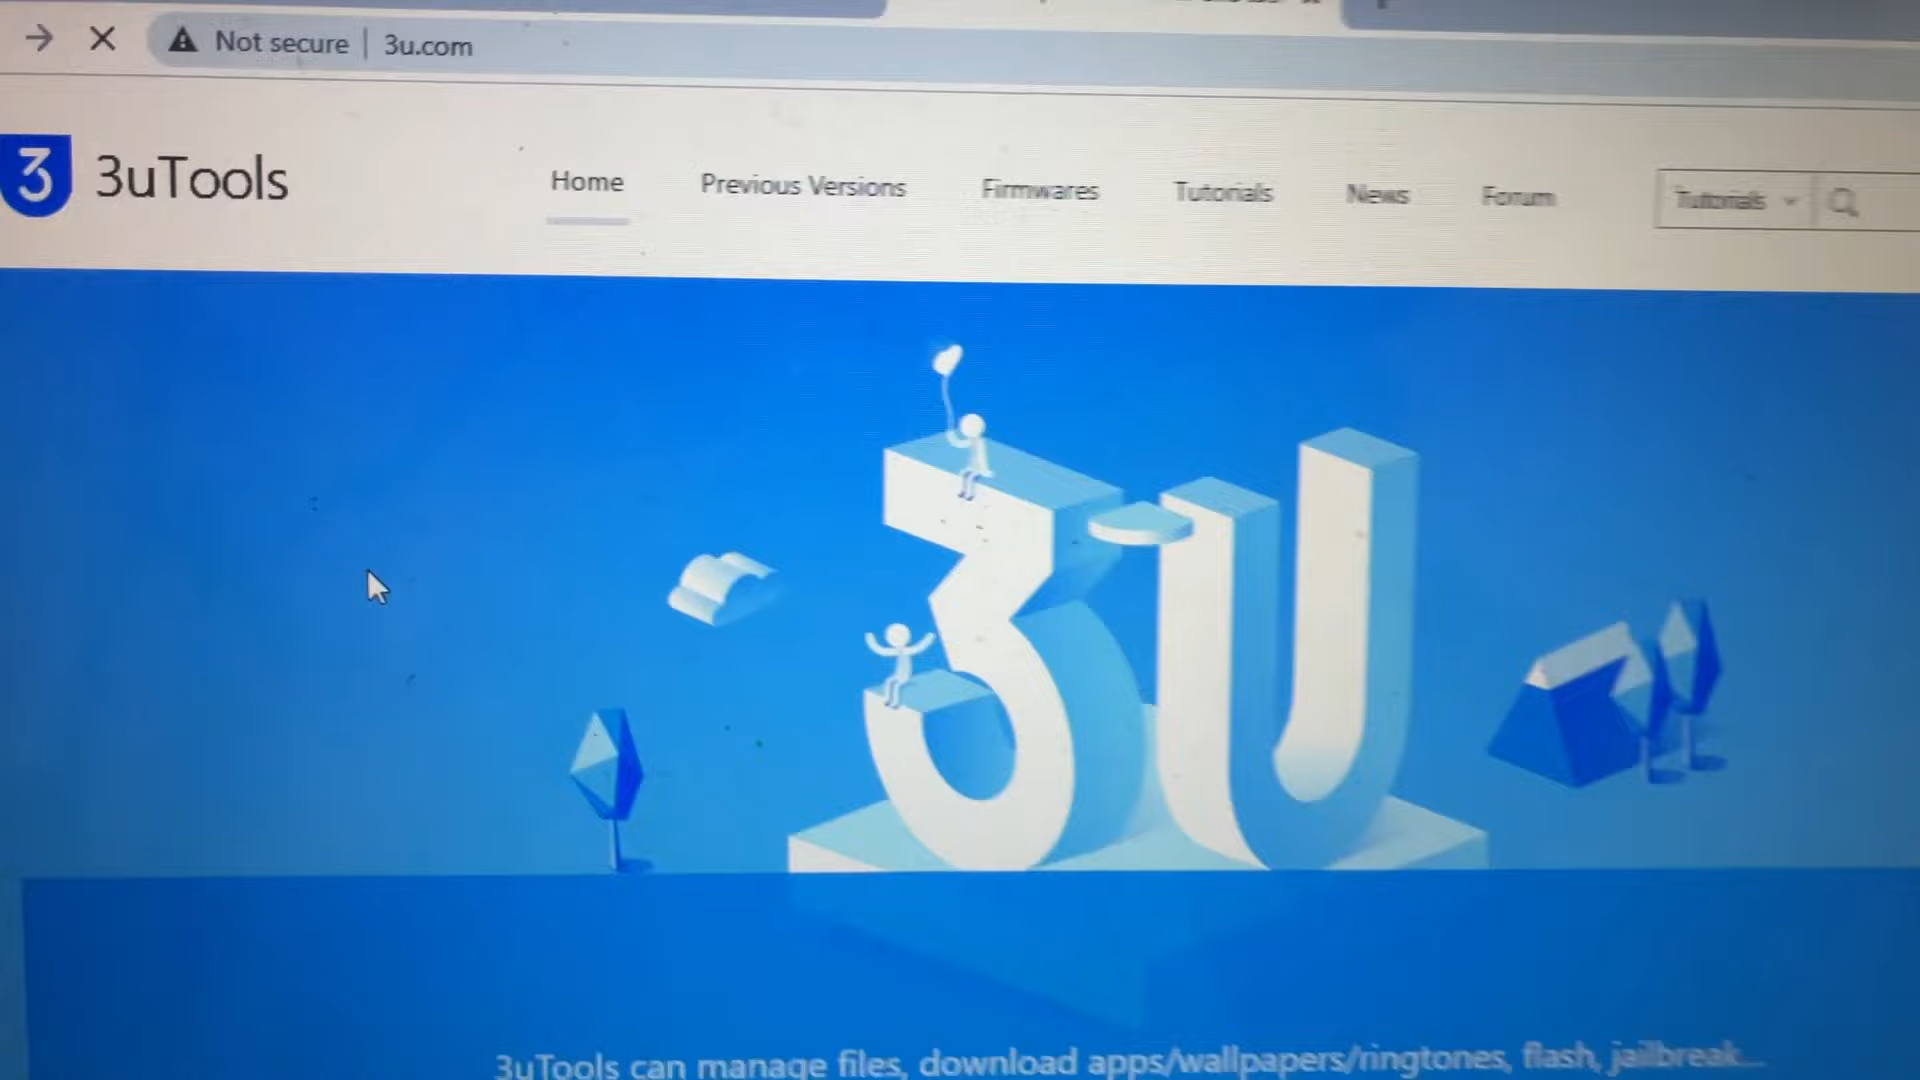 Not secure | 3u.com
3 3uTools Home Previous Versions Firmwares Tutorials News Forum Tutorials
3U
3uTools can manage files, download apps/wallpapers/ringtones, flash, jailbreak...